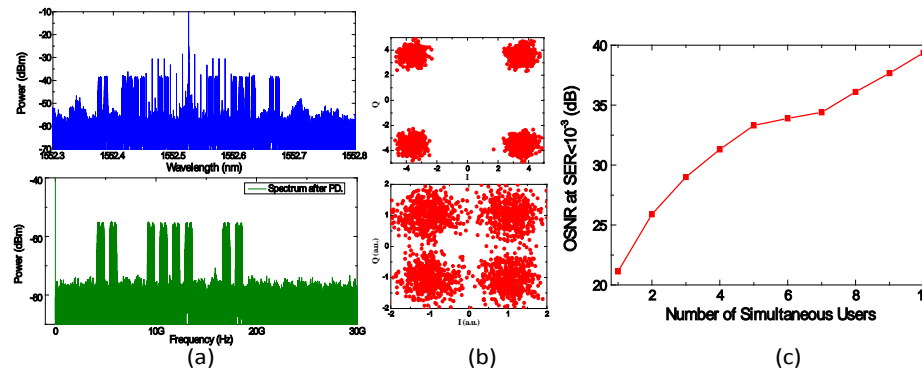 -10
-20
-30
-40
-50
-60
-70
Power (dBm)
1552.3
1552.4
1552.5
1552.6
1552.7
1552.8
Wavelength (nm)
-40
-60
-80
Power (dBm)
Spectrum after PD.
0
10G
20G
30G
Frequency (Hz)
(a)
4
2
0
-2
-4
Q
-4
-2
0
2
4
I
2
1
0
-1
-2
Q (a.u.)
-2
-1
0
1
2
I (a.u.)
(b)
40
35
30
25
20
OSNR at SER<10⁻³ (dB)
2
4
6
8
10
Number of Simultaneous Users
(c)